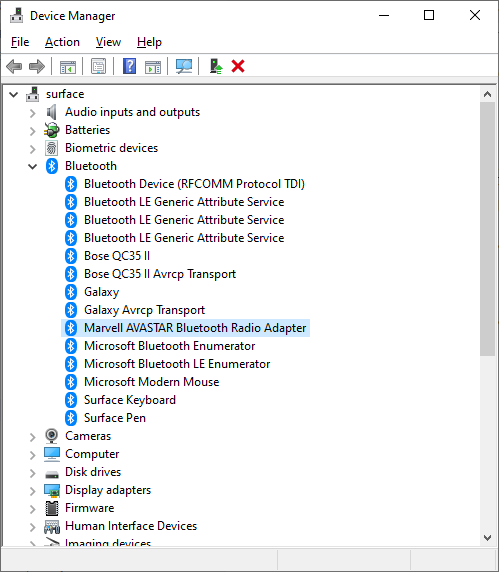 Device Manager
File Action View Help
surface
Audio inputs and outputs
Batteries
Biometric devices
Bluetooth
Bluetooth Device (RFCOMM Protocol TDI)
Bluetooth LE Generic Attribute Service
Bluetooth LE Generic Attribute Service
Bluetooth LE Generic Attribute Service
Bose QC35 II
Bose QC35 II Avrcp Transport
Galaxy
Galaxy Avrcp Transport
Marvell AVASTAR Bluetooth Radio Adapter
Microsoft Bluetooth Enumerator
Microsoft Bluetooth LE Enumerator
Microsoft Modern Mouse
Surface Keyboard
Surface Pen
Cameras
Computer
Disk drives
Display adapters
Firmware
Human Interface Devices
Imaging devices